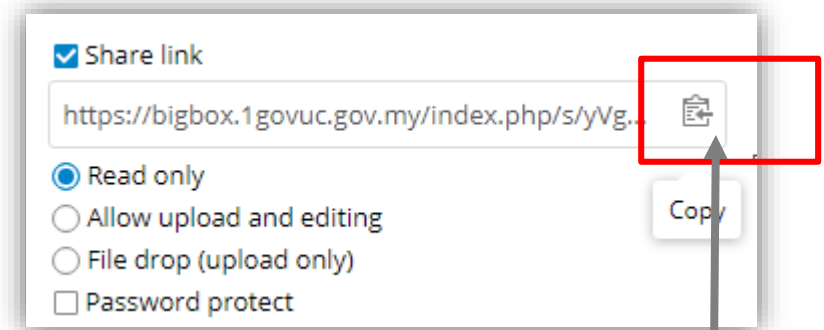 Share link
https://bigbox.1govuc.gov.my/index.php/s/yVg...
Read only
Allow upload and editing
Copy
File drop (upload only)
Password protect